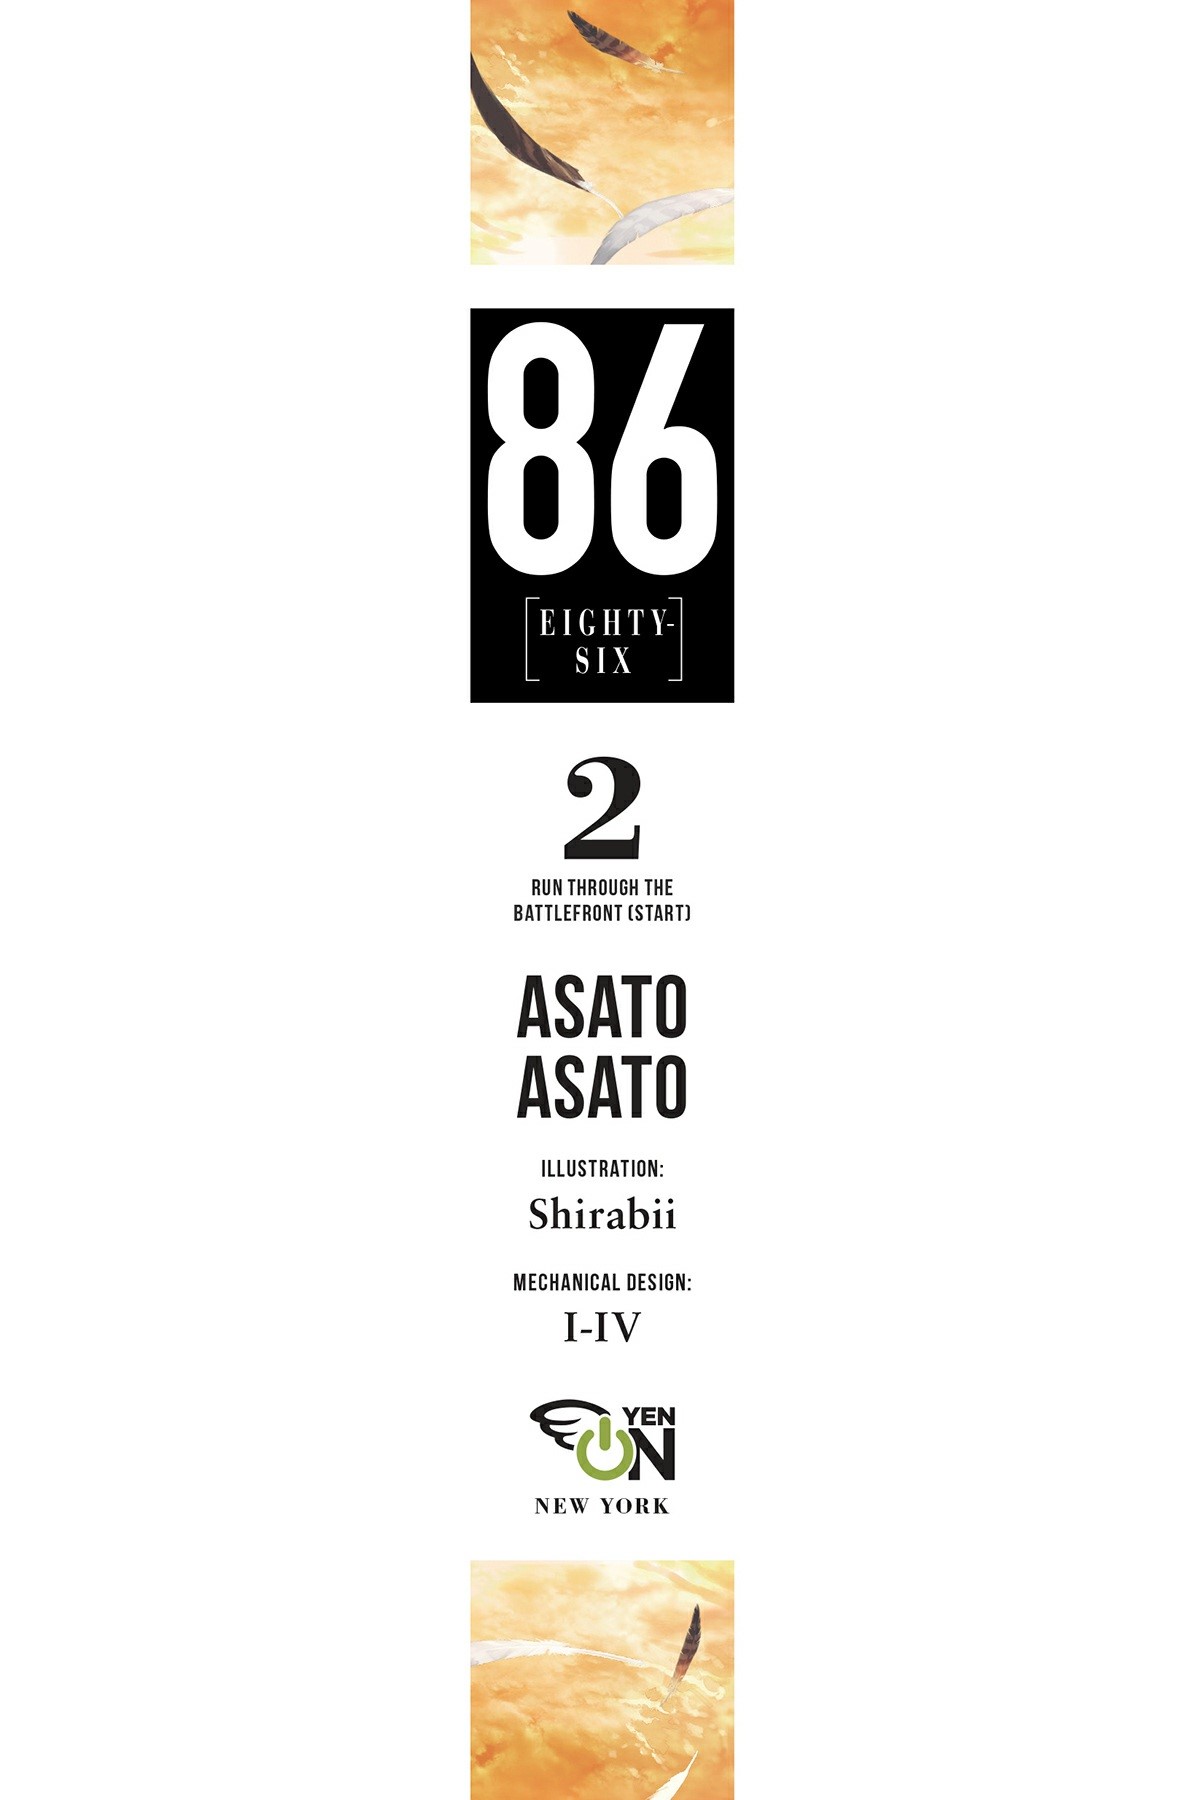 86
[EIGHTY-
SIX]
2
RUN THROUGH THE
BATTLEFRONT (START)
ASATO
ASATO
ILLUSTRATION:
Shirabii
MECHANICAL DESIGN:
I-IV
YEN
ON
NEW YORK